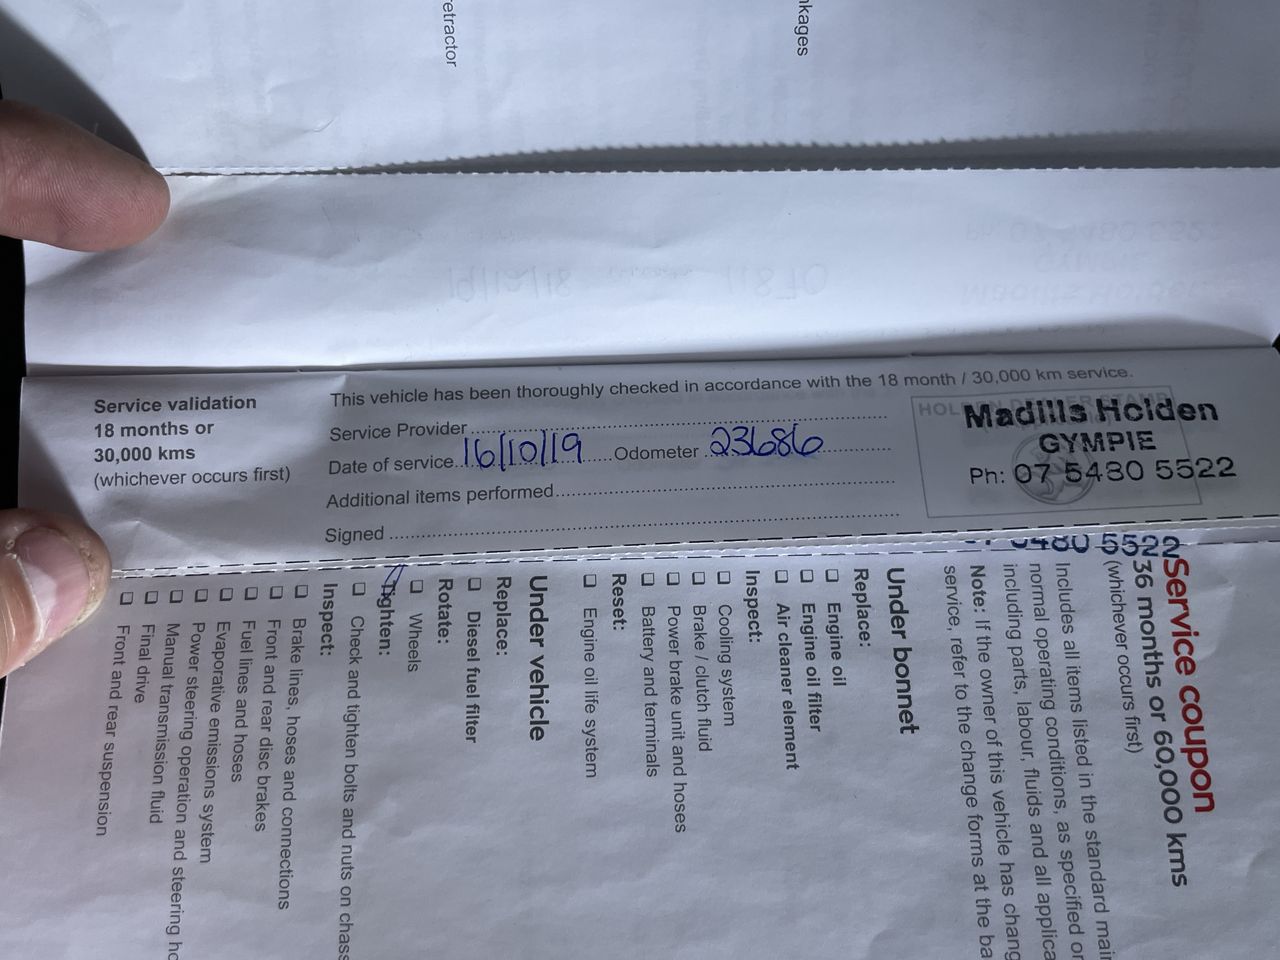 etractor
nkages
Service validation
18 months or
30,000 kms
(whichever occurs first)
This vehicle has been thoroughly checked in accordance with the 18 month / 30,000 km service.
Service Provider
Date of service 16/10/19 Odometer 23686
Additional items performed
Signed
Madills Holden
GYMPIE
Ph: 07 5480 5522
5480 5522
Service coupon
36 months or 60,000 kms
(whichever occurs first)
Includes all items listed in the standard mai
normal operating conditions, as specified or
including parts, labour, fluids and all applica
Note: If the owner of this vehicle has chang
service, refer to the change forms at the ba
Under bonnet
Replace:
❏ Engine oil
❏ Engine oil filter
❏ Air cleaner element
Inspect:
❏ Cooling system
❏ Brake / clutch fluid
❏ Power brake unit and hoses
❏ Battery and terminals
Reset:
❏ Engine oil life system
Under vehicle
Replace:
❏ Diesel fuel filter
Rotate:
❏ Wheels
Tighten:
❏ Check and tighten bolts and nuts on chass
Inspect:
❏ Brake lines, hoses and connections
❏ Front and rear disc brakes
❏ Fuel lines and hoses
❏ Evaporative emissions system
❏ Power steering operation and steering ho
❏ Manual transmission fluid
❏ Final drive
❏ Front and rear suspension